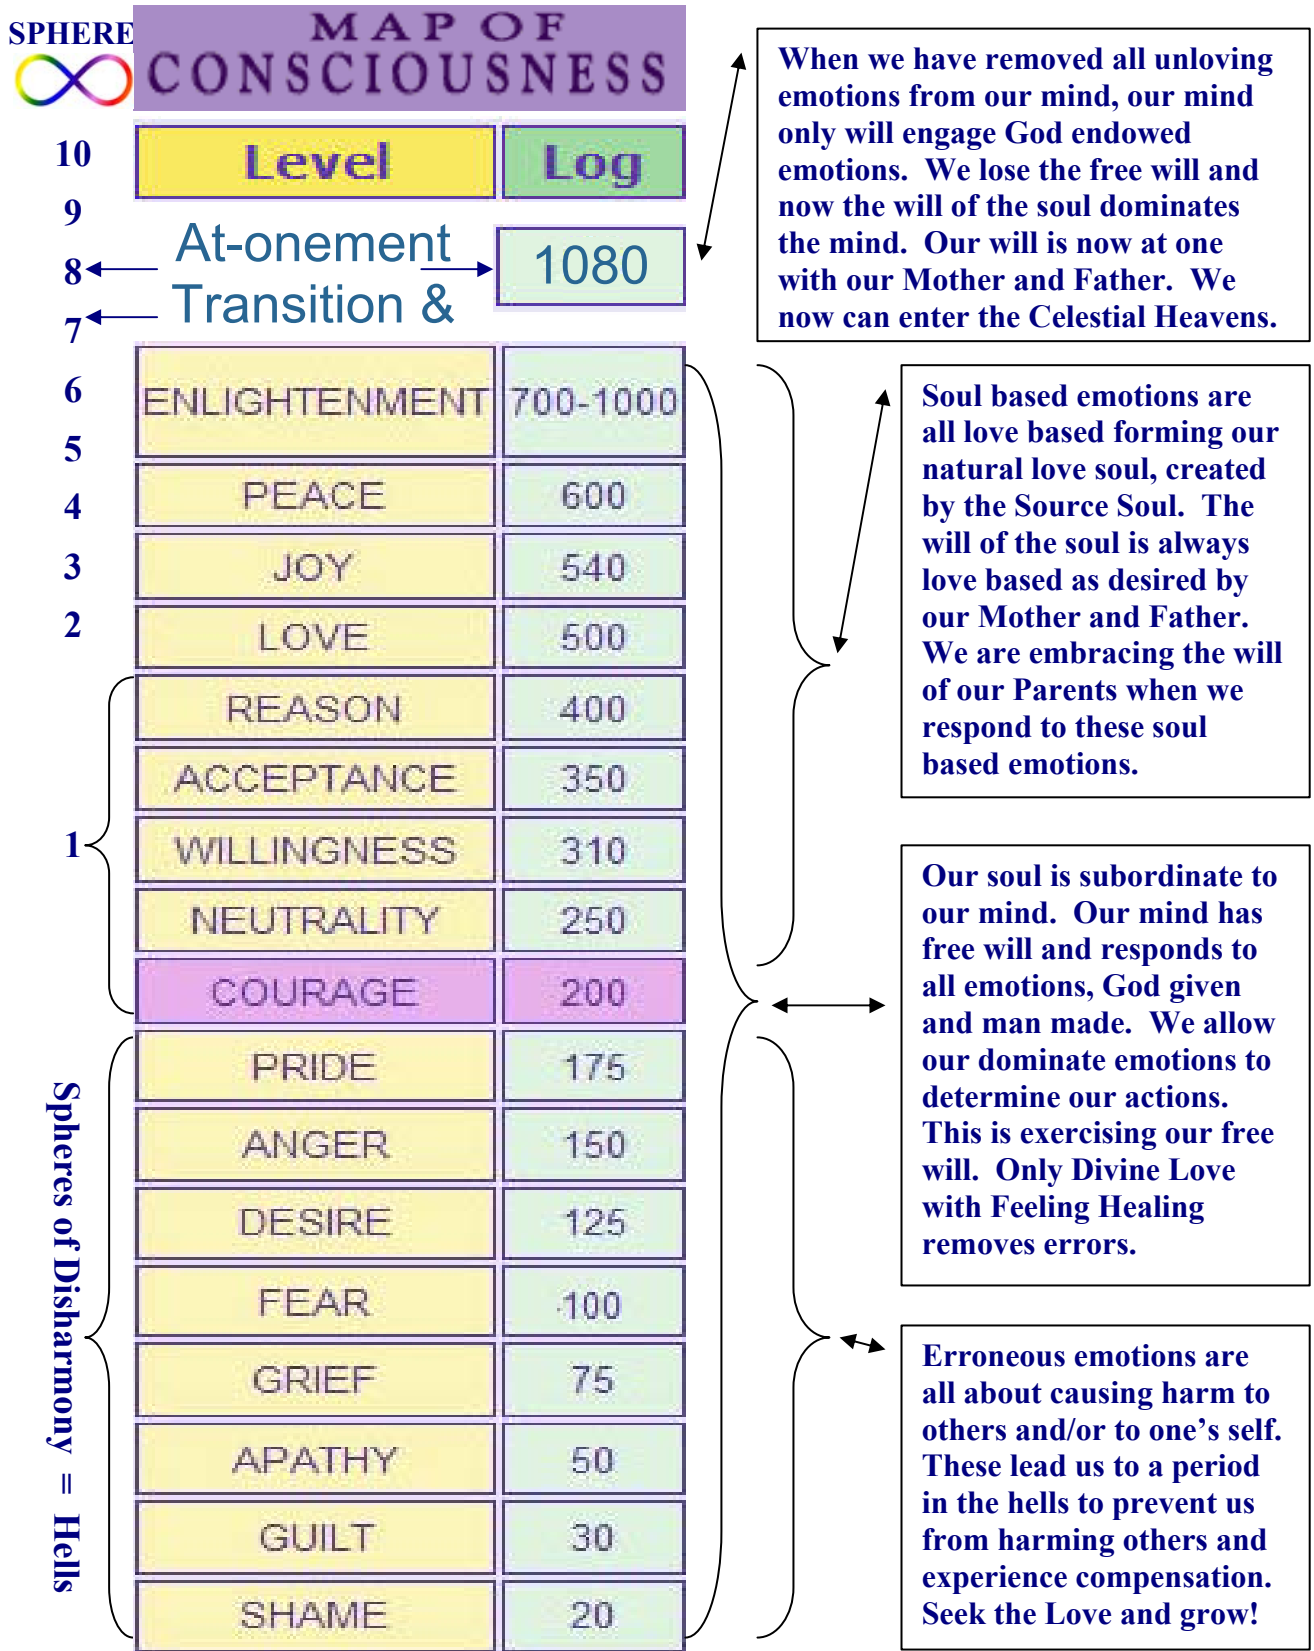 SPHERE
MAP OF
CONSCIOUSNESS
10
Level Log
9
8
At-onement
Transition &
1080
7
6
ENLIGHTENMENT 700-1000
5
4
PEACE 600
3
JOY 540
2
LOVE 500
REASON 400
ACCEPTANCE 350
1
WILLINGNESS 310
NEUTRALITY 250
COURAGE 200
Spheres of Disharmony = Hells
PRIDE 175
ANGER 150
DESIRE 125
FEAR 100
GRIEF 75
APATHY 50
GUILT 30
SHAME 20
When we have removed all unloving
emotions from our mind, our mind
only will engage God endowed
emotions. We lose the free will and
now the will of the soul dominates
the mind. Our will is now at one
with our Mother and Father. We
now can enter the Celestial Heavens.
Soul based emotions are
all love based forming our
natural love soul, created
by the Source Soul. The
will of the soul is always
love based as desired by
our Mother and Father.
We are embracing the will
of our Parents when we
respond to these soul
based emotions.
Our soul is subordinate to
our mind. Our mind has
free will and responds to
all emotions, God given
and man made. We allow
our dominate emotions to
determine our actions.
This is exercising our free
will. Only Divine Love
with Feeling Healing
removes errors.
Erroneous emotions are
all about causing harm to
others and/or to one's self.
These lead us to a period
in the hells to prevent us
from harming others and
experience compensation.
Seek the Love and grow!